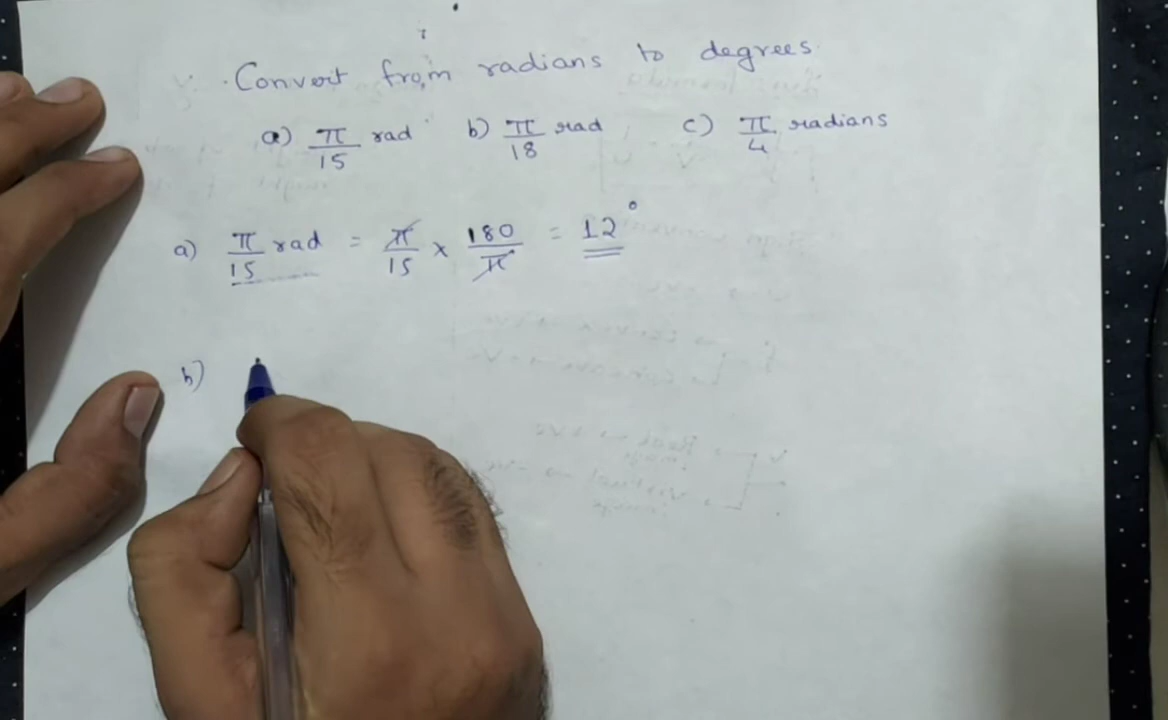 Convert from radians to degrees.
a) π/15 rad b) π/18 rad c) π/4 radians
a) π/15 rad = π/15 × 180/π = 12°
b)